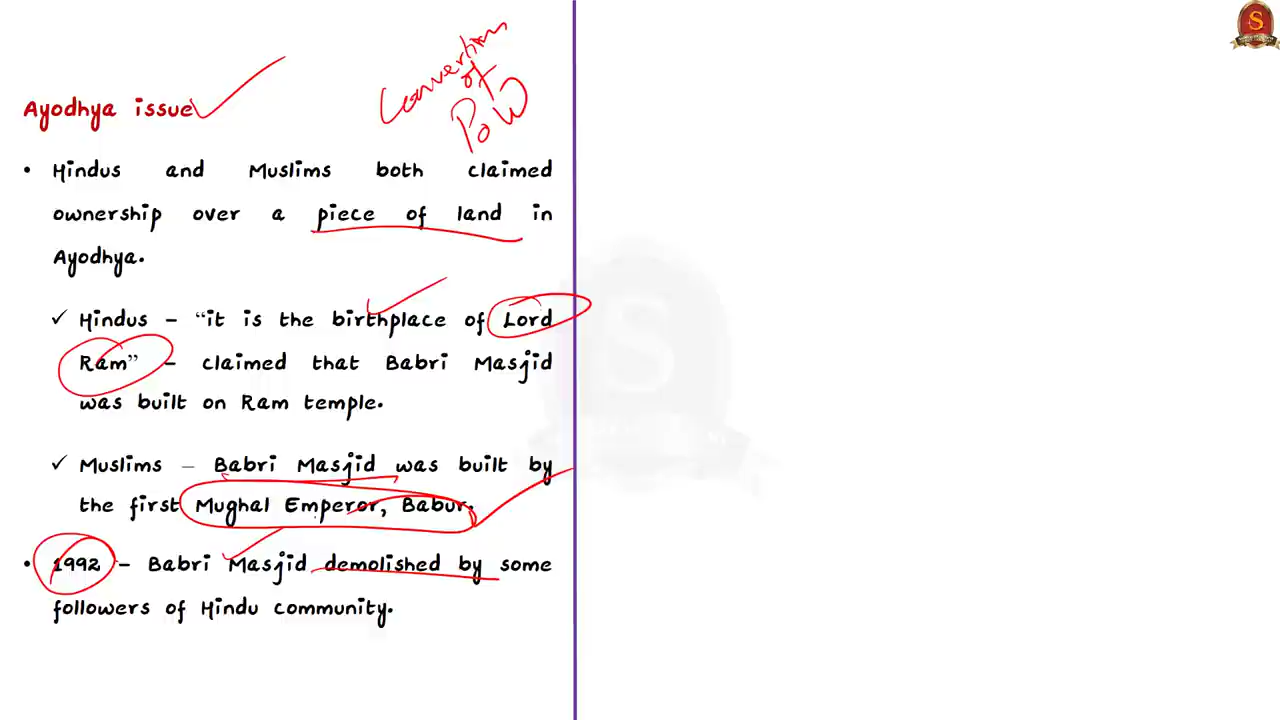 Conversion
of
PoW
Ayodhya issue
• Hindus and Muslims both claimed
ownership over a piece of land in
Ayodhya.
✓ Hindus – “it is the birthplace of Lord
Ram” – claimed that Babri Masjid
was built on Ram temple.
✓ Muslims – Babri Masjid was built by
the first Mughal Emperor, Babur.
• 1992 – Babri Masjid demolished by some
followers of Hindu community.
S